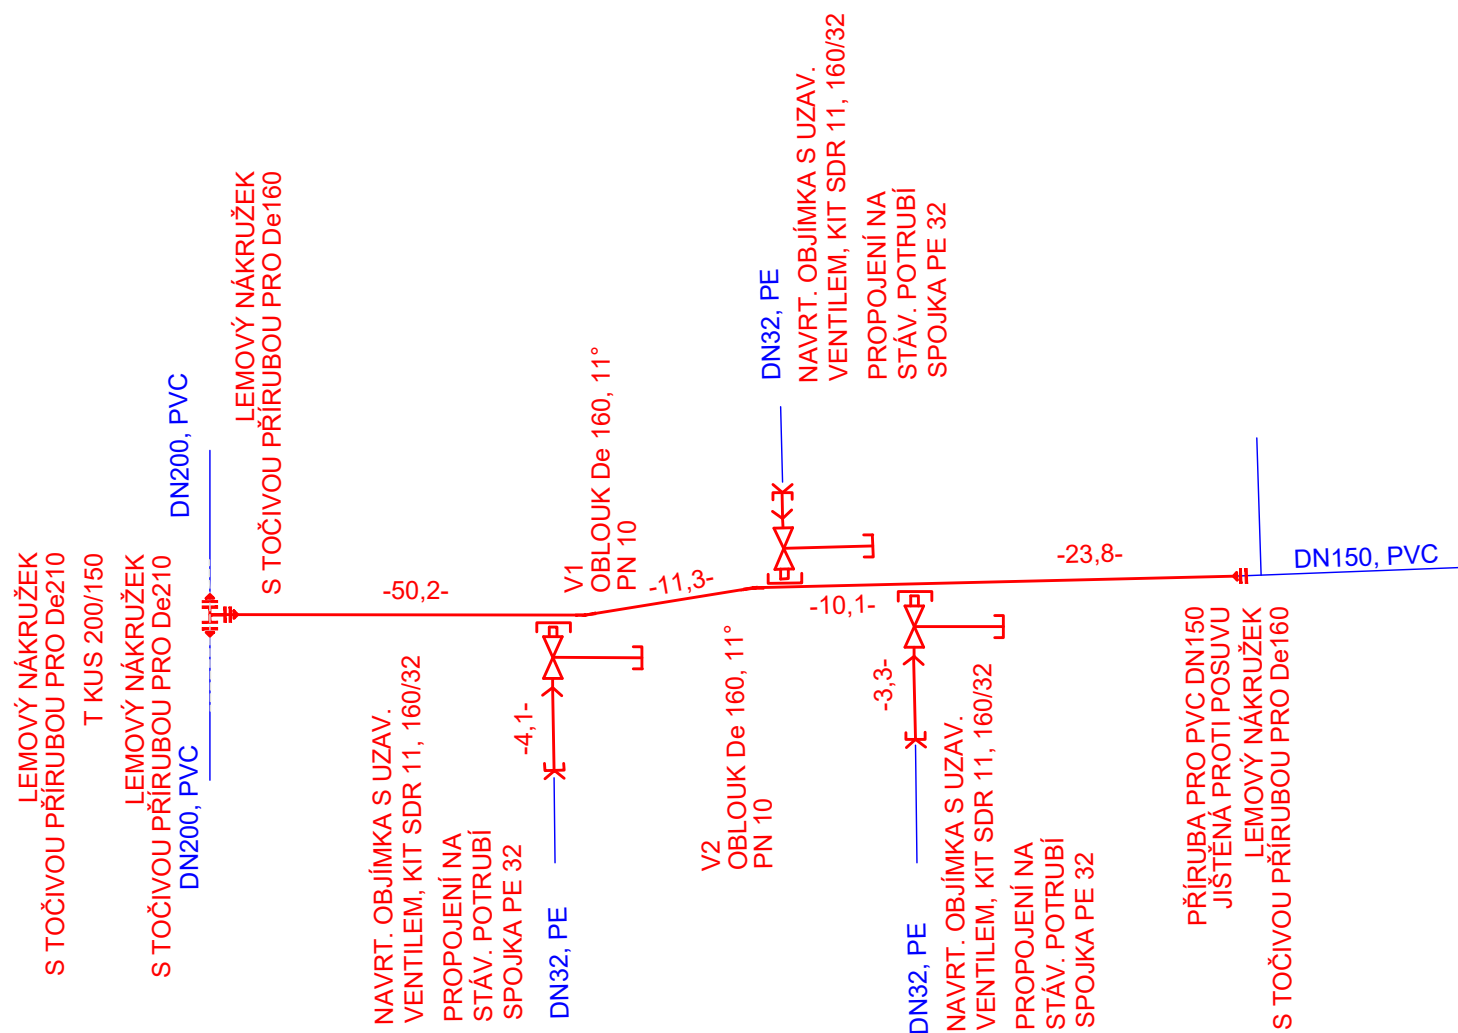 LEMOVÝ NÁKRUŽEK
S TOČIVOU PŘÍRUBOU PRO De210
T KUS 200/150
LEMOVÝ NÁKRUŽEK
S TOČIVOU PŘÍRUBOU PRO De210
DN200, PVC
DN200, PVC
LEMOVÝ NÁKRUŽEK
S TOČIVOU PŘÍRUBOU PRO De160
-50,2-
NAVRT. OBJÍMKA S UZAV.
VENTILEM, KIT SDR 11, 160/32
PROPOJENÍ NA
STÁV. POTRUBÍ
SPOJKA PE 32
-4,1-
DN32, PE
V1
OBLOUK De 160, 11°
PN 10
-11,3-
V2
OBLOUK De 160, 11°
PN 10
DN32, PE
NAVRT. OBJÍMKA S UZAV.
VENTILEM, KIT SDR 11, 160/32
PROPOJENÍ NA
STÁV. POTRUBÍ
SPOJKA PE 32
-10,1-
-3,3-
DN32, PE
NAVRT. OBJÍMKA S UZAV.
VENTILEM, KIT SDR 11, 160/32
PROPOJENÍ NA
STÁV. POTRUBÍ
SPOJKA PE 32
-23,8-
DN150, PVC
PŘÍRUBA PRO PVC DN150
JIŠTĚNÁ PROTI POSUVU
LEMOVÝ NÁKRUŽEK
S TOČIVOU PŘÍRUBOU PRO De160